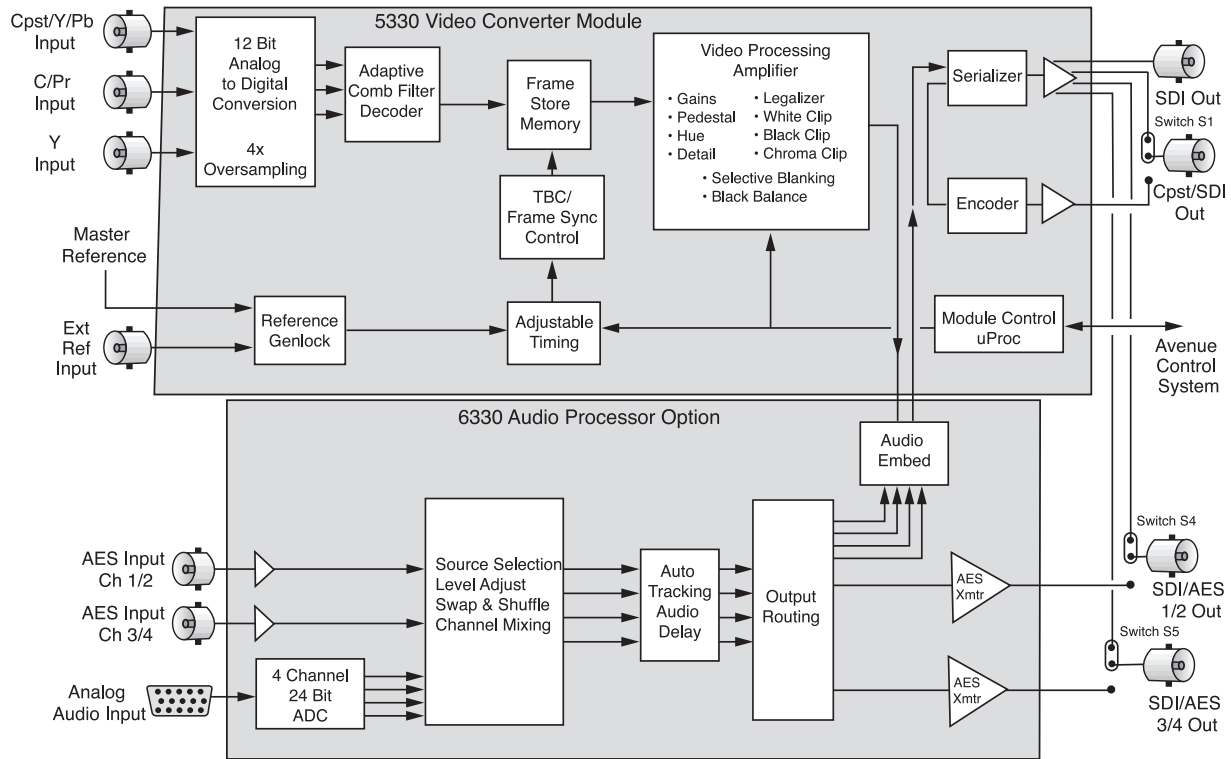 5330 Video Converter Module
Cpst/Y/Pb
Input
C/Pr
Input
Y
Input
12 Bit
Analog
to Digital
Conversion
4x
Oversampling
Adaptive
Comb Filter
Decoder
Frame
Store
Memory
TBC/
Frame Sync
Control
Video Processing
Amplifier
• Gains
• Pedestal
• Hue
• Detail
• Legalizer
• White Clip
• Black Clip
• Chroma Clip
• Selective Blanking
• Black Balance
Serializer
Encoder
SDI Out
Switch S1
Cpst/SDI
Out
Master
Reference
Ext
Ref
Input
Reference
Genlock
Adjustable
Timing
Module Control
uProc
Avenue
Control
System
6330 Audio Processor Option
Audio
Embed
AES Input
Ch 1/2
AES Input
Ch 3/4
Analog
Audio Input
4 Channel
24 Bit
ADC
Source Selection
Level Adjust
Swap & Shuffle
Channel Mixing
Auto
Tracking
Audio
Delay
Output
Routing
AES
Xmtr
AES
Xmtr
Switch S4
SDI/AES
1/2 Out
Switch S5
SDI/AES
3/4 Out